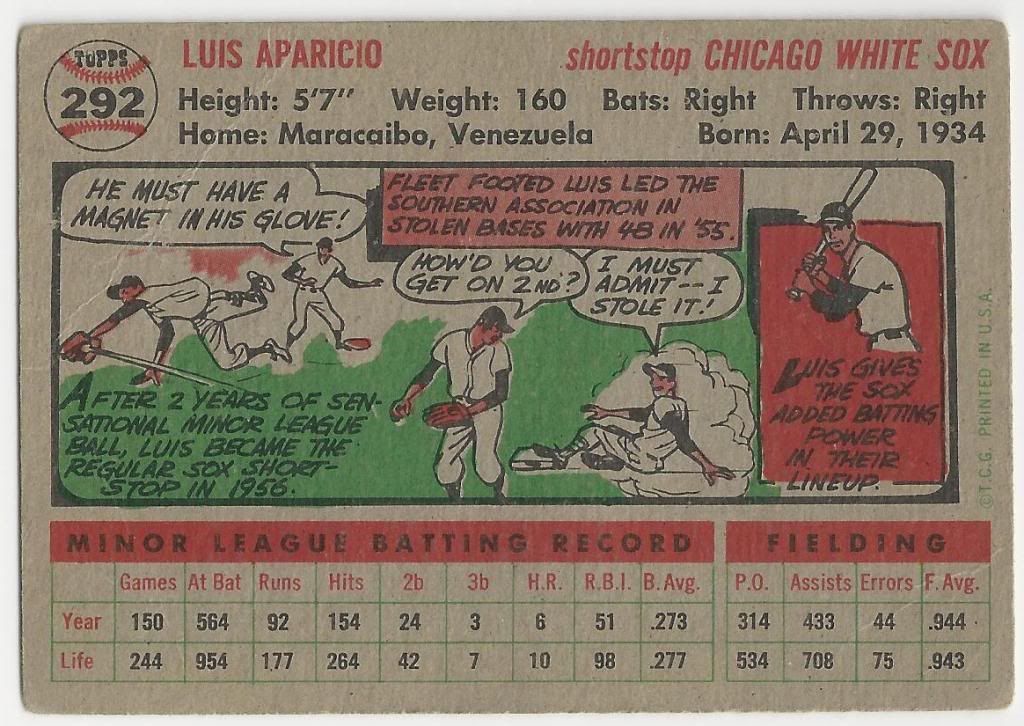 TOPPS
292
LUIS APARICIO
shortstop CHICAGO WHITE SOX
Height: 5'7" Weight: 160 Bats: Right Throws: Right
Home: Maracaibo, Venezuela Born: April 29, 1934
HE MUST HAVE A
MAGNET IN HIS GLOVE!
FLEET FOOTED LUIS LED THE
SOUTHERN ASSOCIATION IN
STOLEN BASES WITH 48 IN '55.
HOW'D YOU
GET ON 2ND?
I MUST
ADMIT--I
STOLE IT!
AFTER 2 YEARS OF SEN-
SATIONAL MINOR LEAGUE
BALL, LUIS BECAME THE
REGULAR SOX SHORT-
STOP IN 1956.
LUIS GIVES
THE SOX
ADDED BATTING
POWER
IN THEIR
LINEUP.
©T.C.G. PRINTED IN U.S.A.
MINOR LEAGUE BATTING RECORD FIELDING
Games At Bat Runs Hits 2b 3b H.R. R.B.I. B. Avg. P.O. Assists Errors F. Avg.
Year 150 564 92 154 24 3 6 51 .273 314 433 44 .944
Life 244 954 177 264 42 7 10 98 .277 534 708 75 .943